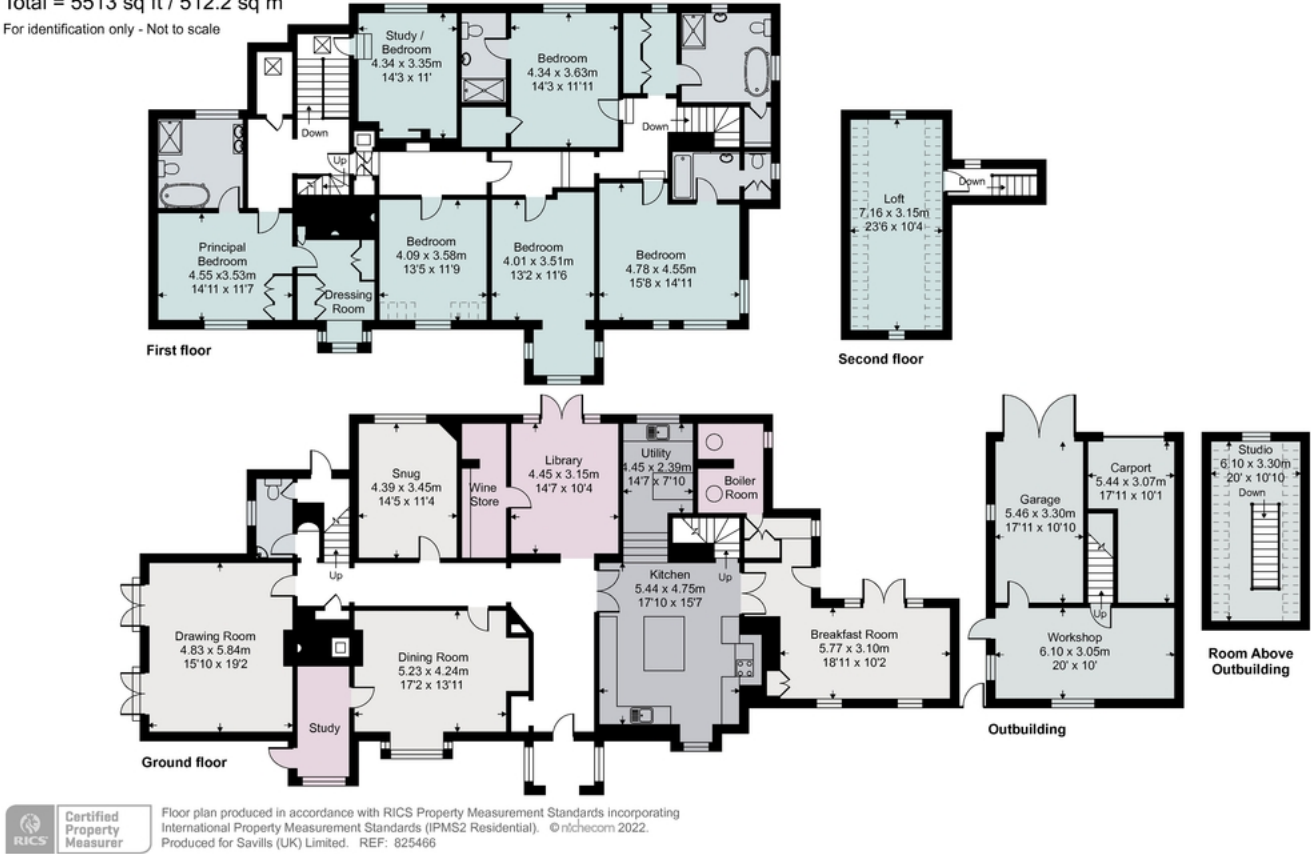 Total = 5513 sq ft / 512.2 sq m
For identification only - Not to scale
Study /
Bedroom
4.34 x 3.35m
14'3 x 11'
Bedroom
4.34 x 3.63m
14'3 x 11'11
Down
Down
Up
Principal
Bedroom
4.55 x3.53m
14'11 x 11'7
Dressing
Room
Bedroom
4.09 x 3.58m
13'5 x 11'9
Bedroom
4.01 x 3.51m
13'2 x 11'6
Bedroom
4.78 x 4.55m
15'8 x 14'11
First floor
Loft
7.16 x 3.15m
23'6 x 10'4
Down
Second floor
Snug
4.39 x 3.45m
14'5 x 11'4
Wine
Store
Library
4.45 x 3.15m
14'7 x 10'4
Utility
4.45 x 2.39m
14'7 x 7'10
Boiler
Room
Up
Kitchen
5.44 x 4.75m
17'10 x 15'7
Up
Drawing Room
4.83 x 5.84m
15'10 x 19'2
Dining Room
5.23 x 4.24m
17'2 x 13'11
Breakfast Room
5.77 x 3.10m
18'11 x 10'2
Study
Ground floor
Garage
5.46 x 3.30m
17'11 x 10'10
Carport
5.44 x 3.07m
17'11 x 10'1
Up
Workshop
6.10 x 3.05m
20' x 10'
Outbuilding
Studio
6.10 x 3.30m
20' x 10'10
Down
Room Above
Outbuilding
RICS
Certified
Property
Measurer
Floor plan produced in accordance with RICS Property Measurement Standards incorporating
International Property Measurement Standards (IPMS2 Residential). © nichecom 2022.
Produced for Savills (UK) Limited. REF: 825466